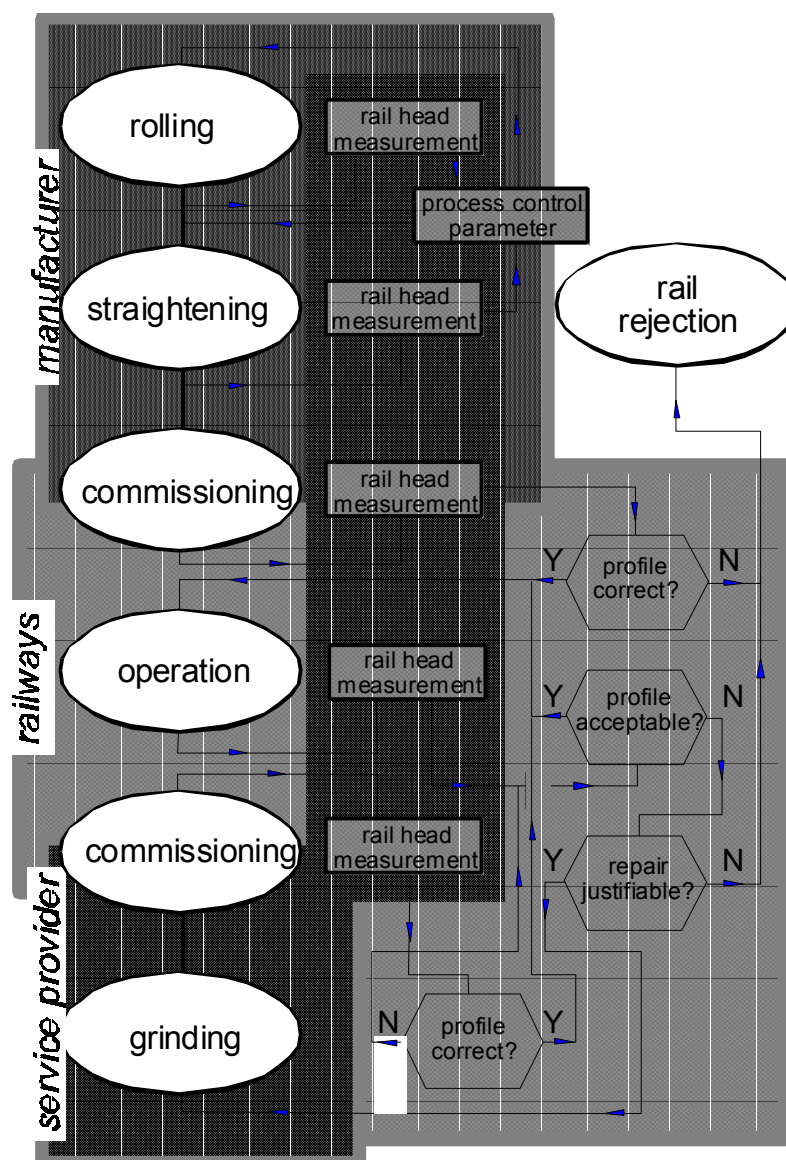 rolling
rail head
measurement
manufacturer
process control
parameter
straightening
rail head
measurement
rail
rejection
commissioning
rail head
measurement
Y
profile
correct?
N
railways
operation
rail head
measurement
Y
profile
acceptable?
N
commissioning
rail head
measurement
Y
repair
justifiable?
N
service provider
grinding
N
profile
correct?
Y